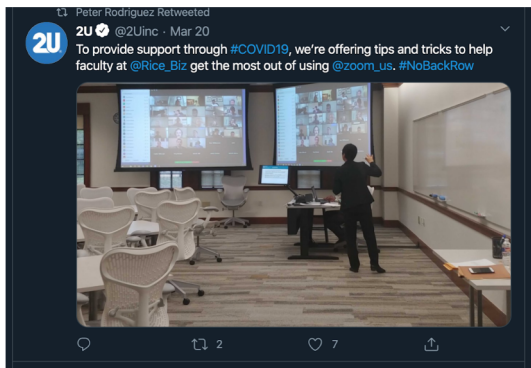 Peter Rodriguez Retweeted
2U
2U @2Uinc · Mar 20
To provide support through #COVID19, we’re offering tips and tricks to help
faculty at @Rice_Biz get the most out of using @zoom_us. #NoBackRow
2
7